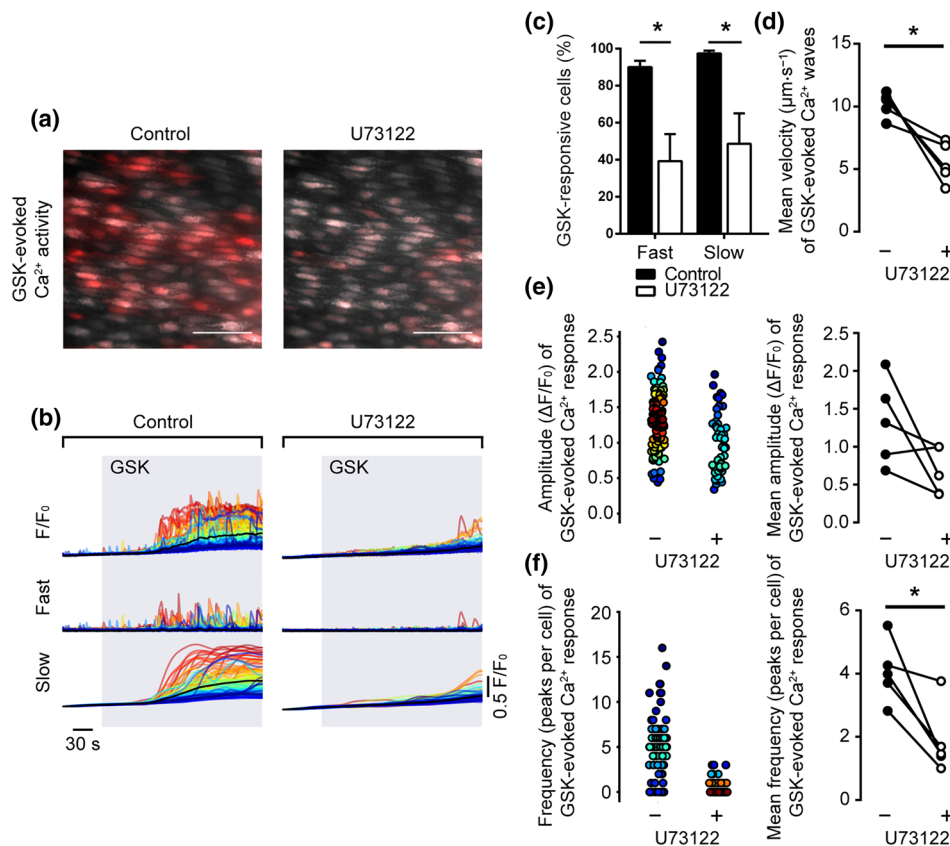 (a)
Control
U73122
GSK-evoked
Ca²⁺ activity
(b)
Control
U73122
GSK
GSK
F/F₀
Fast
Slow
0.5 F/F₀
30 s
(c)
GSK-responsive cells (%)
100
80
60
40
20
0
*
*
Fast
Slow
Control
U73122
(d)
Mean velocity (µm·s⁻¹)
of GSK-evoked Ca²⁺ waves
15
10
5
0
*
−
+
U73122
(e)
Amplitude (ΔF/F₀) of
GSK-evoked Ca²⁺ response
2.5
2.0
1.5
1.0
0.5
0.0
−
+
U73122
Mean amplitude (ΔF/F₀) of
GSK-evoked Ca²⁺ response
2.5
2.0
1.5
1.0
0.5
0.0
−
+
U73122
(f)
Frequency (peaks per cell) of
GSK-evoked Ca²⁺ response
20
15
10
5
0
−
+
U73122
Mean frequency (peaks per cell) of
GSK-evoked Ca²⁺ response
6
4
2
0
*
−
+
U73122